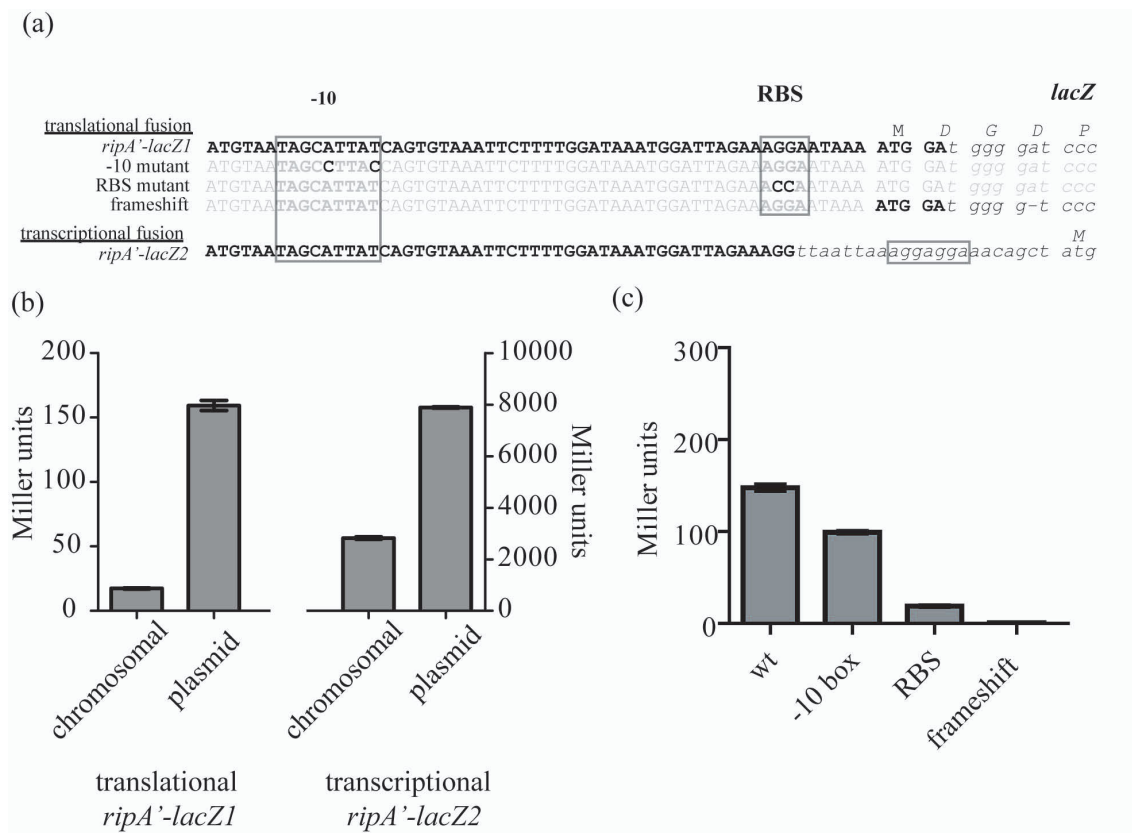 (a)
-10 RBS lacZ
translational fusion M D G D P
ripA'-lacZ1 ATGTAATAGCATTATCAGTGTAAATTCTTTTGGATAAATGGATTAGAAAGGAATAAA ATG GAt ggg gat ccc
-10 mutant ATGTAATAGCCTTACCAGTGTAAATTCTTTTGGATAAATGGATTAGAAAGGAATAAA ATG GAt ggg gat ccc
RBS mutant ATGTAATAGCATTATCAGTGTAAATTCTTTTGGATAAATGGATTAGAAACCAATAAA ATG GAt ggg gat ccc
frameshift ATGTAATAGCATTATCAGTGTAAATTCTTTTGGATAAATGGATTAGAAAGGAATAAA ATG GAt ggg g-t ccc
transcriptional fusion M
ripA'-lacZ2 ATGTAATAGCATTATCAGTGTAAATTCTTTTGGATAAATGGATTAGAAAGGttaattaaaggaggaaacagct atg
(b)
Miller units
200
150
100
50
0
chromosomal
plasmid
translational
ripA'-lacZ1
10000
8000
6000
4000
2000
0
Miller units
chromosomal
plasmid
transcriptional
ripA'-lacZ2
(c)
Miller units
300
200
100
0
wt
-10 box
RBS
frameshift